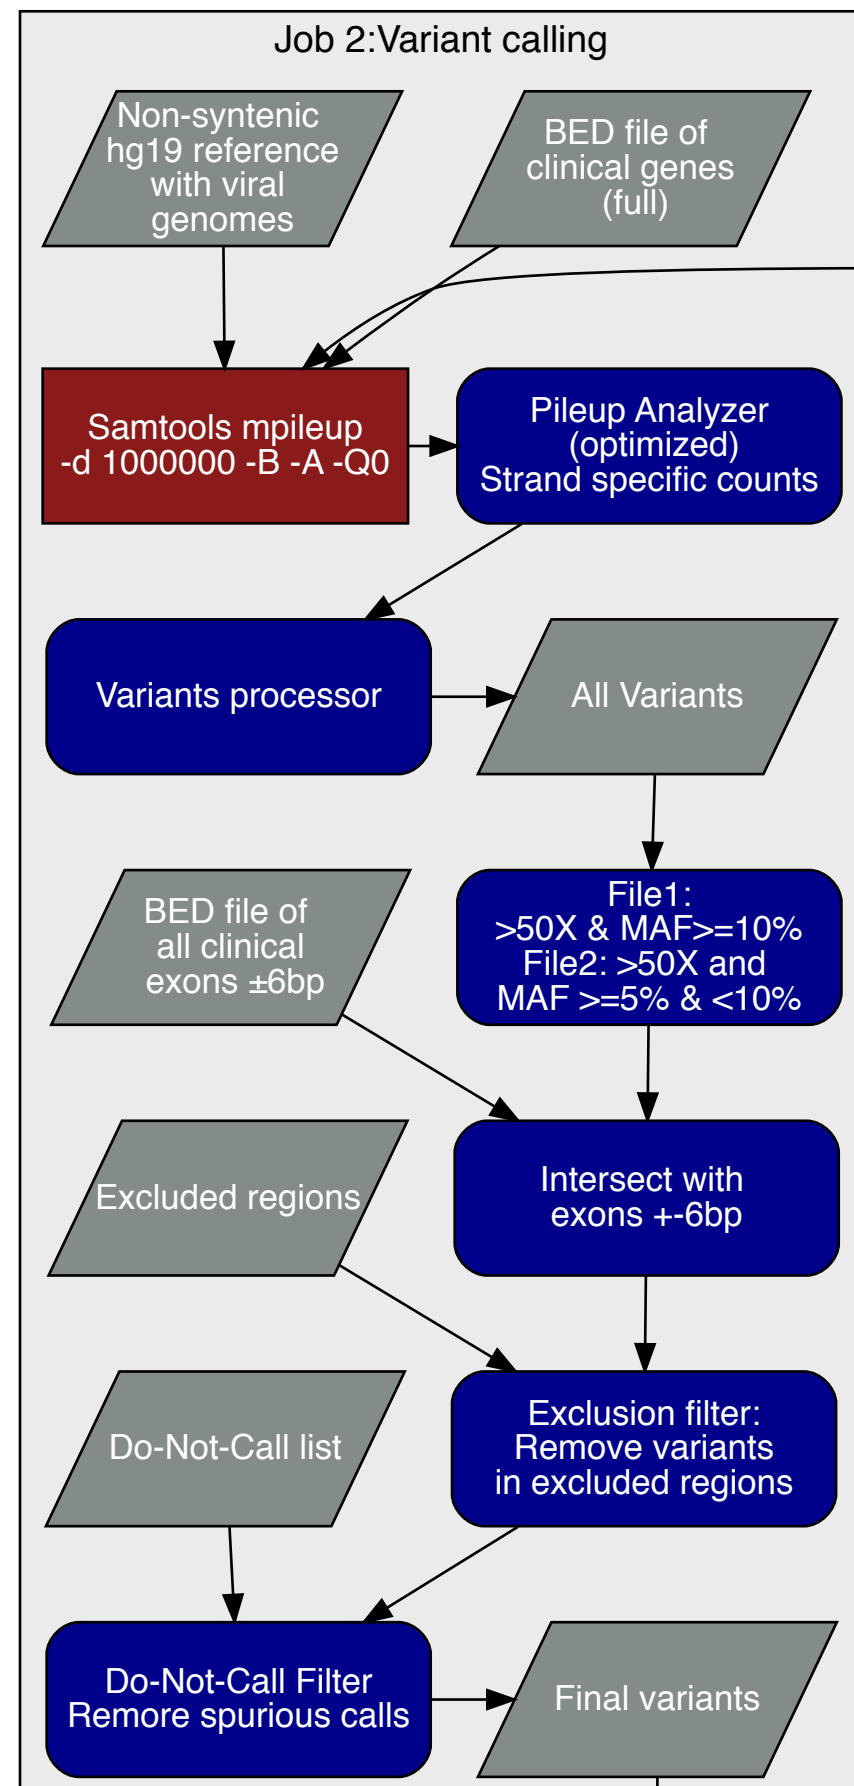 Job 2:Variant calling
Non-syntenic
hg19 reference
with viral
genomes
BED file of
clinical genes
(full)
Samtools mpileup
-d 1000000 -B -A -Q0
Pileup Analyzer
(optimized)
Strand specific counts
Variants processor
All Variants
BED file of
all clinical
exons ±6bp
File1:
>50X & MAF>=10%
File2: >50X and
MAF >=5% & <10%
Excluded regions
Intersect with
exons +-6bp
Do-Not-Call list
Exclusion filter:
Remove variants
in excluded regions
Do-Not-Call Filter
Remore spurious calls
Final variants